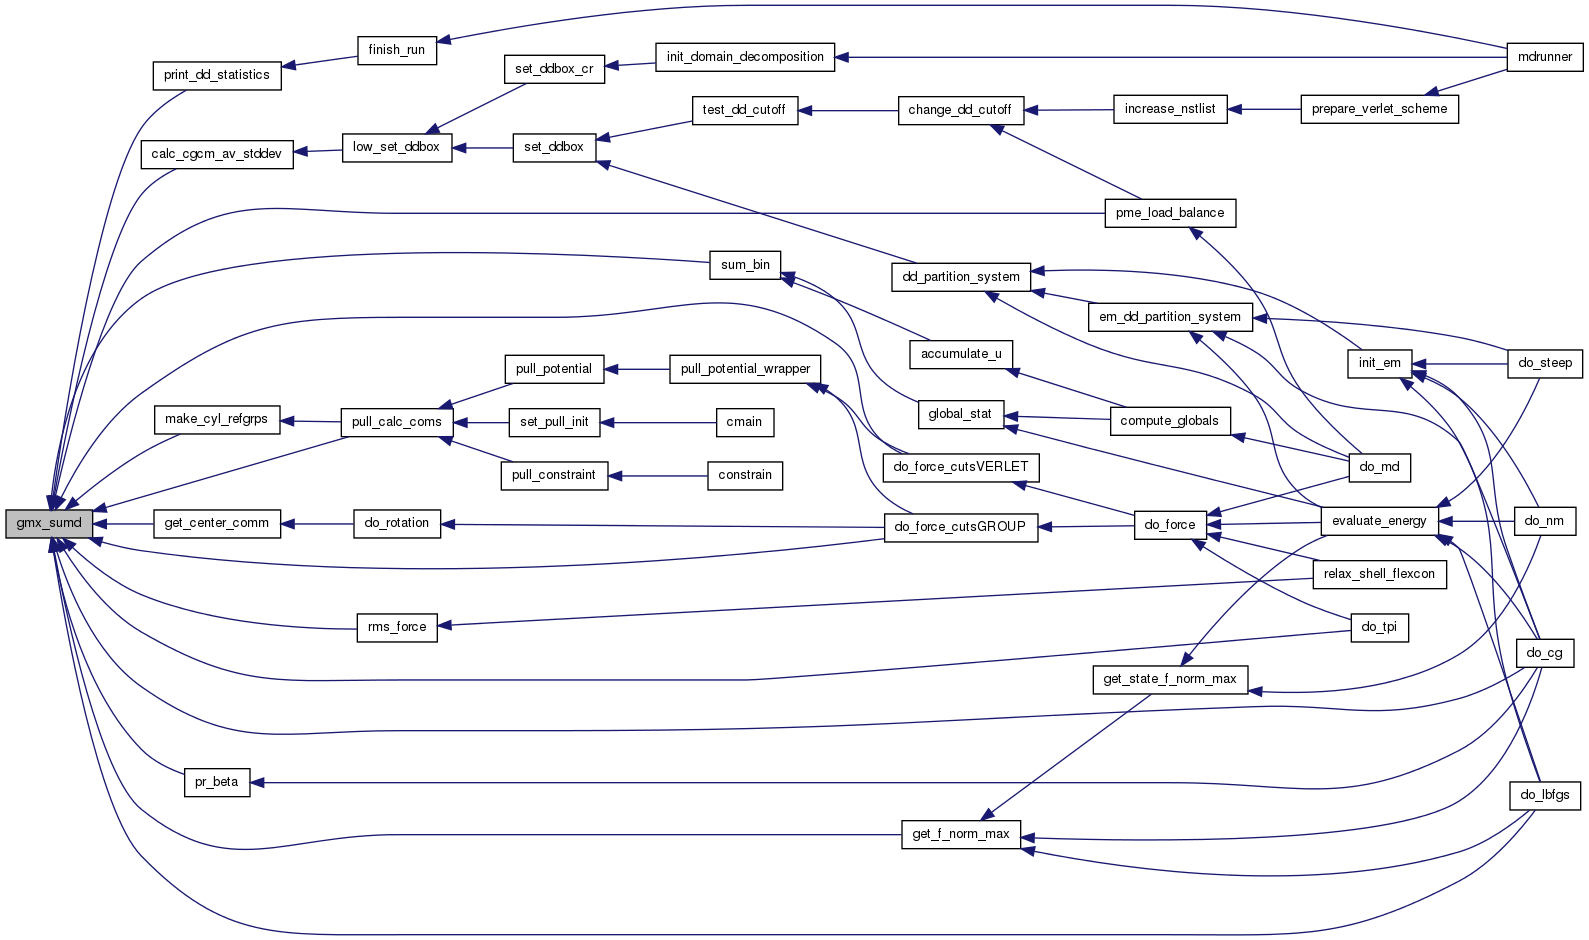 finish_run
mdrunner
print_dd_statistics
set_ddbox_cr
init_domain_decomposition
test_dd_cutoff
change_dd_cutoff
increase_nstlist
prepare_verlet_scheme
calc_cgcm_av_stddev
low_set_ddbox
set_ddbox
pme_load_balance
sum_bin
dd_partition_system
em_dd_partition_system
accumulate_u
init_em
do_steep
pull_potential
pull_potential_wrapper
make_cyl_refgrps
pull_calc_coms
set_pull_init
cmain
global_stat
compute_globals
pull_constraint
constrain
do_force_cutsVERLET
do_md
gmx_sumd
get_center_comm
do_rotation
do_force_cutsGROUP
do_force
evaluate_energy
do_nm
relax_shell_flexcon
rms_force
do_tpi
do_cg
get_state_f_norm_max
pr_beta
do_lbfgs
get_f_norm_max